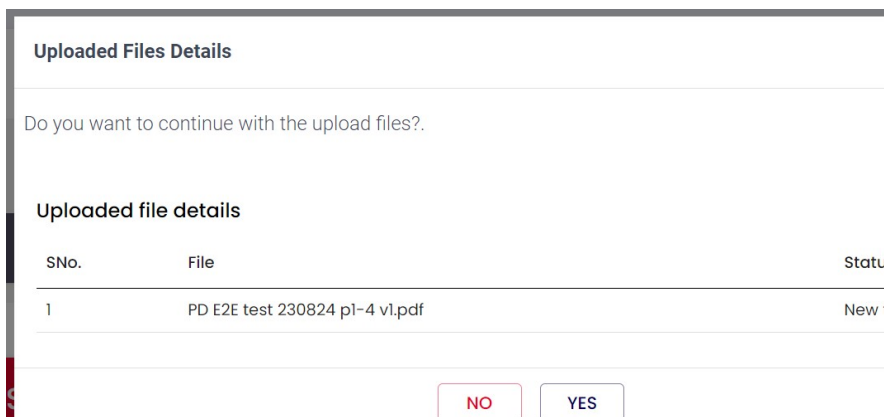 Uploaded Files Details
Do you want to continue with the upload files?.
Uploaded file details
SNo. File
1 PD E2E test 230824 p1-4 v1.pdf New
NO YES